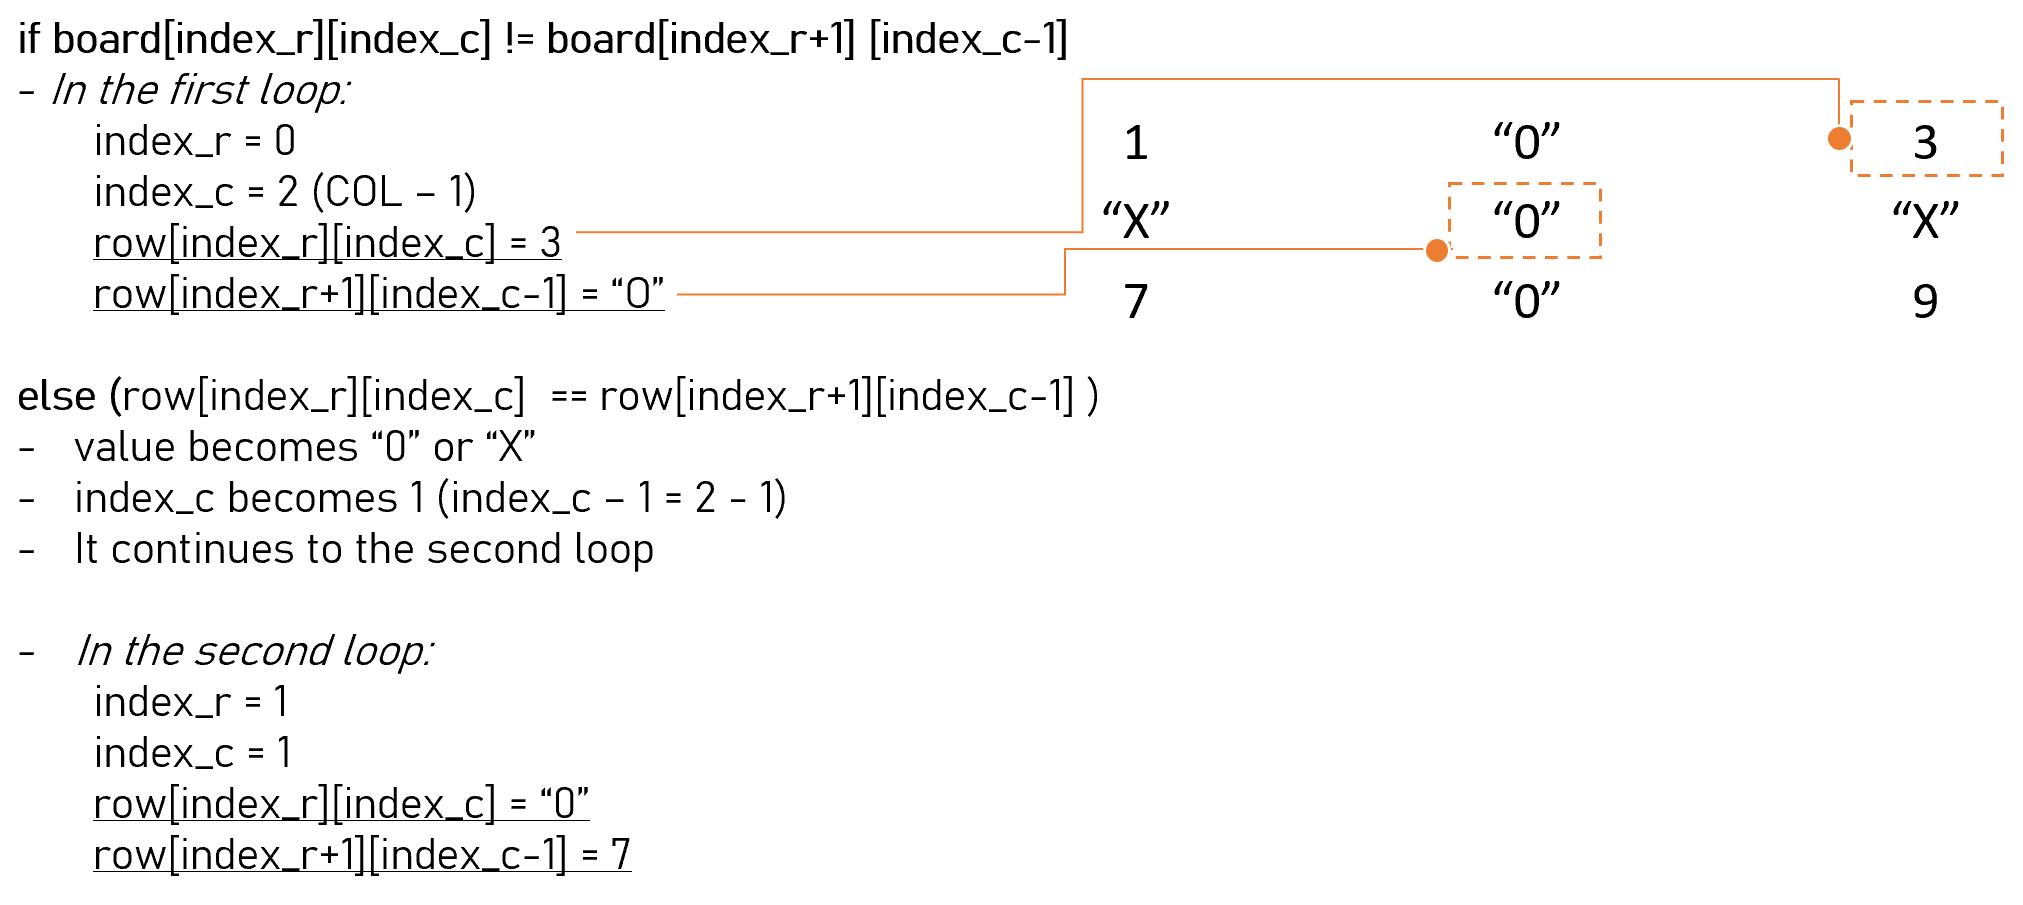 if board[index_r][index_c] != board[index_r+1] [index_c-1]
- In the first loop:
index_r = 0
index_c = 2 (COL – 1)
row[index_r][index_c] = 3
row[index_r+1][index_c-1] = “O”
1 “0” 3
“X” “0” “X”
7 “0” 9
else (row[index_r][index_c] == row[index_r+1][index_c-1] )
- value becomes “0” or “X”
- index_c becomes 1 (index_c – 1 = 2 - 1)
- It continues to the second loop
- In the second loop:
index_r = 1
index_c = 1
row[index_r][index_c] = “0”
row[index_r+1][index_c-1] = 7